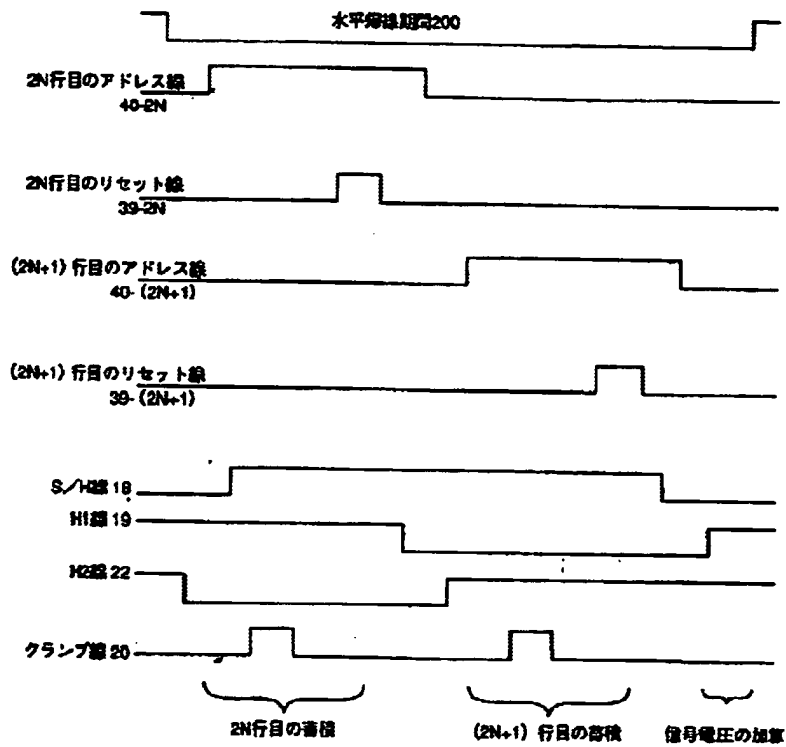 水平帰線期間200
2N行目のアドレス線
40-2N
2N行目のリセット線
39-2N
(2N+1) 行目のアドレス線
40- (2N+1)
(2N+1) 行目のリセット線
39- (2N+1)
S/H線 18
H1線 19
H2線 22
クランプ線 20
2N行目の蓄積
(2N+1) 行目の蓄積
信号電圧の加算